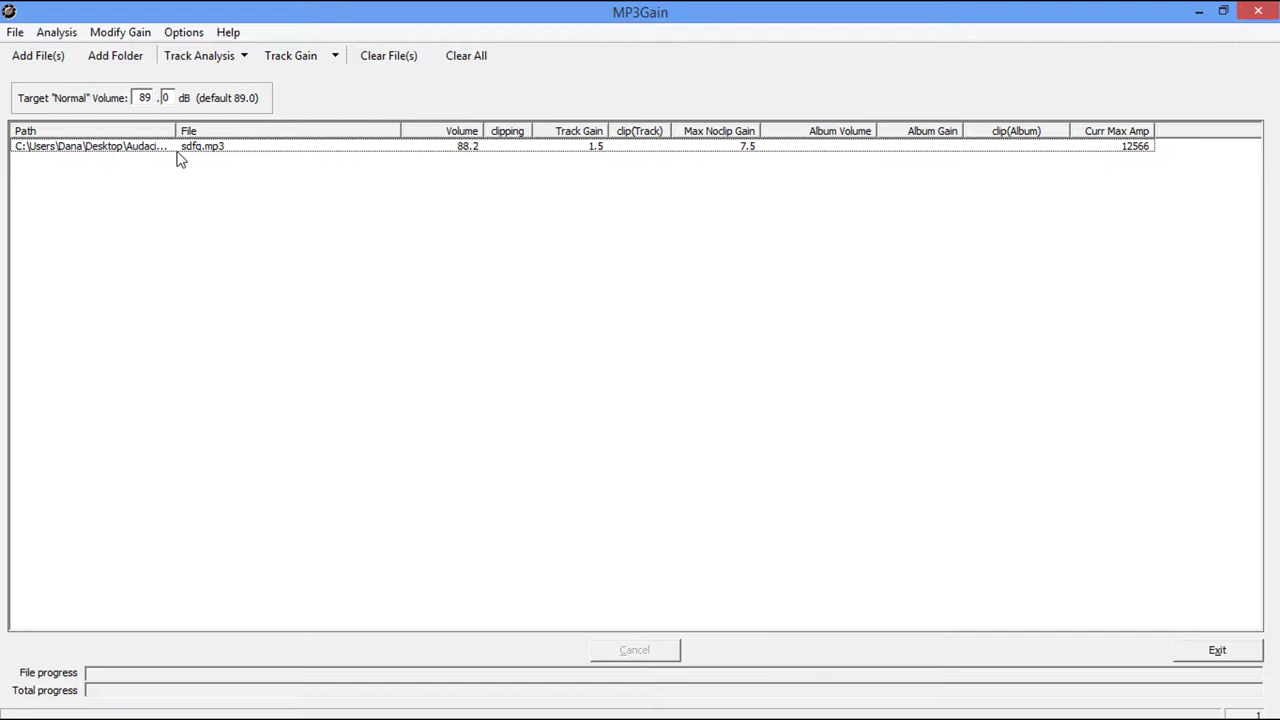 MP3Gain
File Analysis Modify Gain Options Help
Add File(s) Add Folder Track Analysis Track Gain Clear File(s) Clear All
Target "Normal" Volume: 89 . 0 dB (default 89.0)
Path File Volume clipping Track Gain clip(Track) Max Noclip Gain Album Volume Album Gain clip(Album) Curr Max Amp
C:\Users\Dana\Desktop\Audaci... sdfg.mp3 88.2 1.5 7.5 12566
Cancel Exit
File progress
Total progress
1